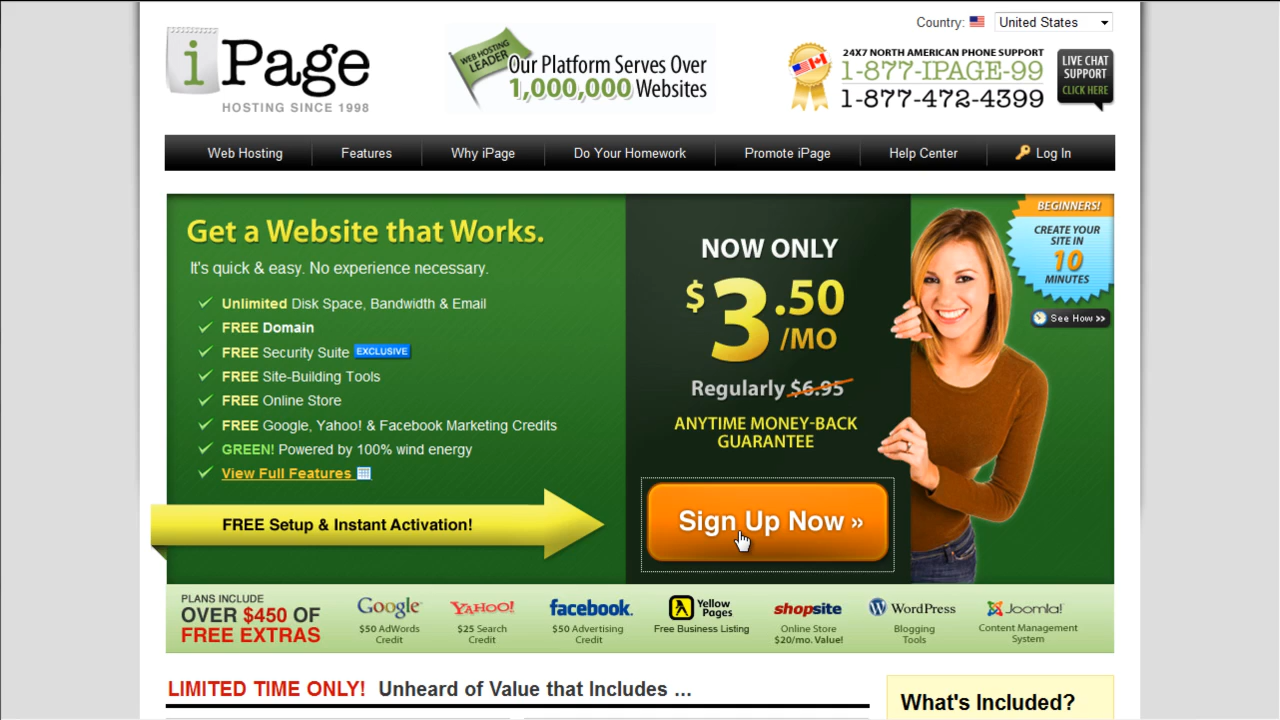 Country: United States
iPage
HOSTING SINCE 1998
WEB HOSTING LEADER
Our Platform Serves Over
1,000,000 Websites
24X7 NORTH AMERICAN PHONE SUPPORT
1-877-IPAGE-99
1-877-472-4399
LIVE CHAT
SUPPORT
CLICK HERE
Web Hosting Features Why iPage Do Your Homework Promote iPage Help Center Log In
Get a Website that Works.
It's quick & easy. No experience necessary.
Unlimited Disk Space, Bandwidth & Email
FREE Domain
FREE Security Suite EXCLUSIVE
FREE Site-Building Tools
FREE Online Store
FREE Google, Yahoo! & Facebook Marketing Credits
GREEN! Powered by 100% wind energy
View Full Features
FREE Setup & Instant Activation!
NOW ONLY
$3.50
/MO
Regularly $6.95
ANYTIME MONEY-BACK
GUARANTEE
Sign Up Now »
BEGINNERS!
CREATE YOUR
SITE IN
10
MINUTES
See How >>
PLANS INCLUDE
OVER $450 OF
FREE EXTRAS
Google
$50 AdWords
Credit
YAHOO!
$25 Search
Credit
facebook.
$50 Advertising
Credit
Yellow
Pages
Free Business Listing
shopsite
Online Store
$20/mo. Value!
WordPress
Blogging
Tools
Joomla!
Content Management
System
LIMITED TIME ONLY! Unheard of Value that Includes ...
What's Included?